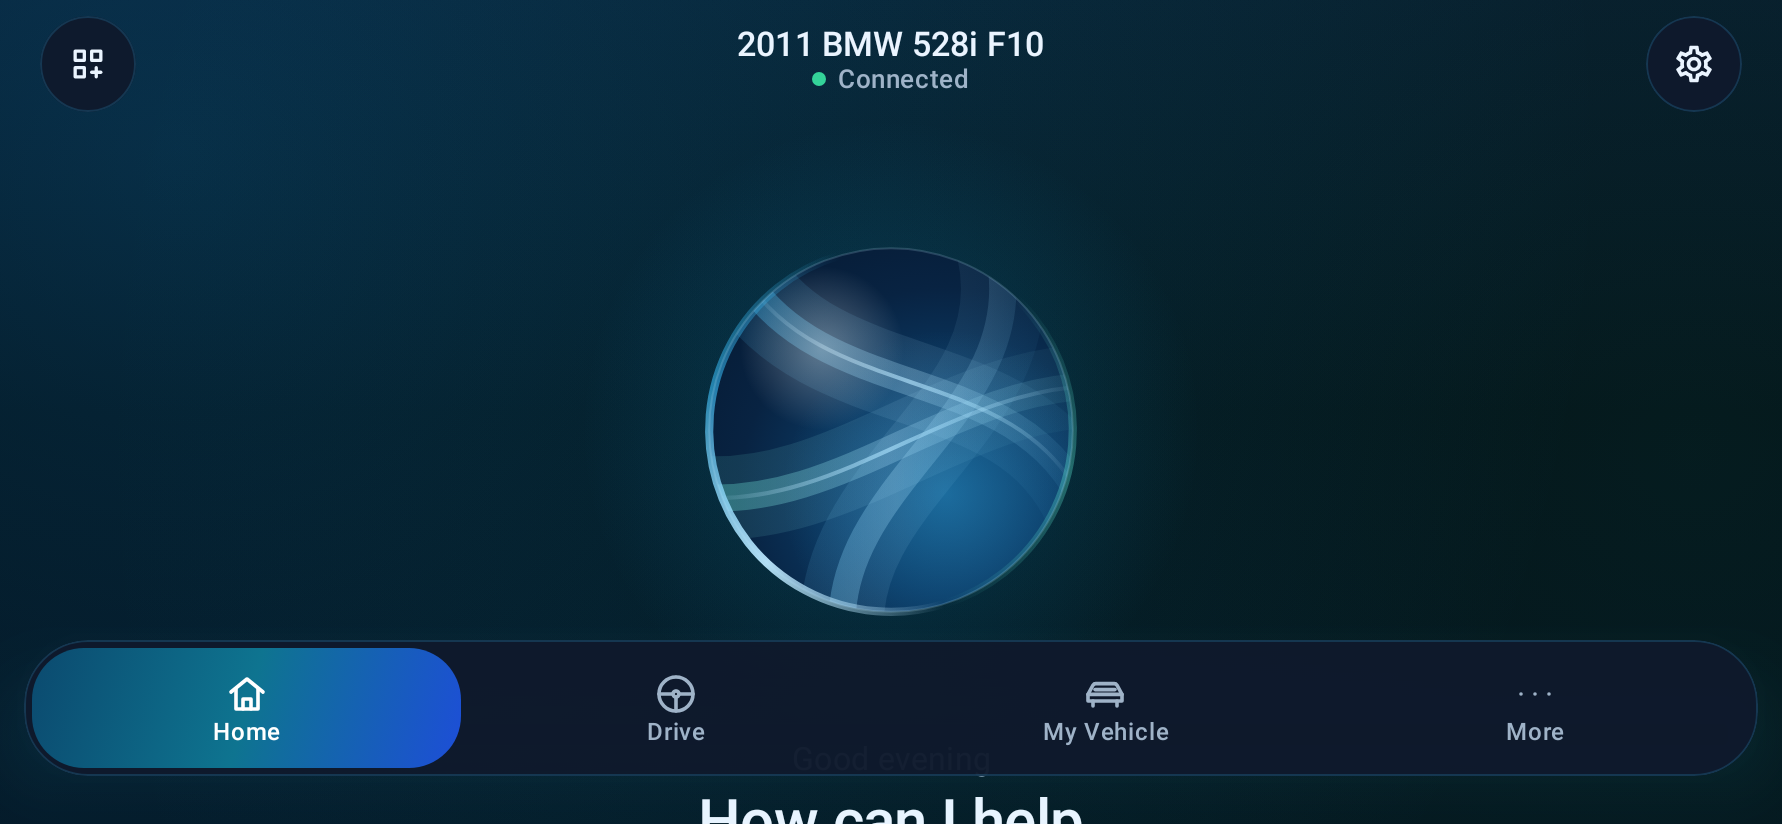 2011 BMW 528i F10
Connected
Home
Drive
My Vehicle
More
Good evening
How can I help